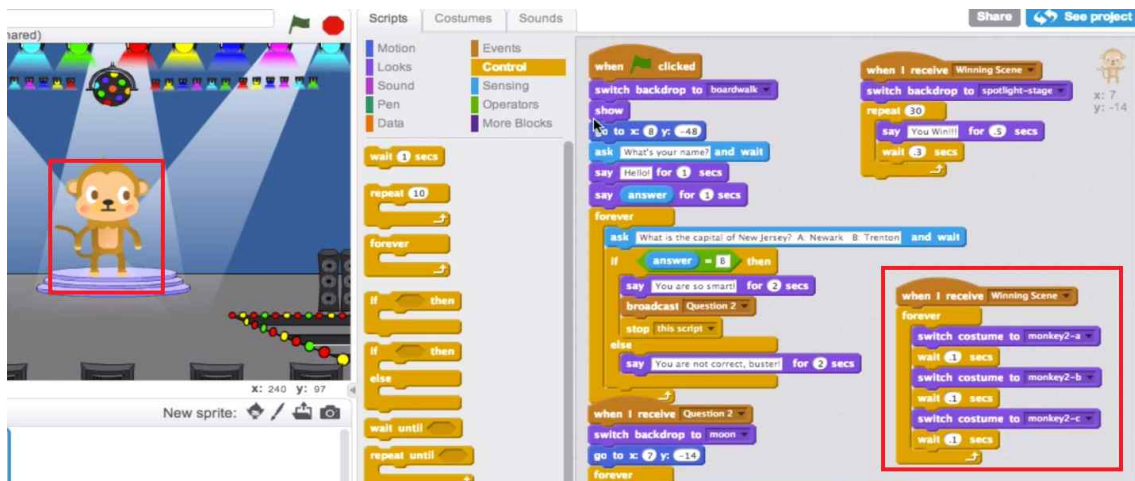 Scripts Costumes Sounds
Share See project
ared)
Motion Events
Looks Control
Sound Sensing
Pen Operators
Data More Blocks
wait 1 secs
repeat 10
forever
if then
if then
else
wait until
repeat until
x: 240 y: 97
New sprite:
when clicked
switch backdrop to boardwalk
show
go to x: 8 y: -48
ask What's your name? and wait
say Hello! for 1 secs
say answer for 1 secs
forever
ask What is the capital of New Jersey? A. Newark B. Trenton and wait
if answer = B then
say You are so smart! for 2 secs
broadcast Question 2
stop this script
else
say You are not correct, buster! for 2 secs
when I receive Question 2
switch backdrop to moon
go to x: 7 y: -14
forever
when I receive Winning Scene
switch backdrop to spotlight-stage
repeat 30
say You Win!!! for .5 secs
wait .3 secs
x: 7
y: -14
when I receive Winning Scene
forever
switch costume to monkey2-a
wait .1 secs
switch costume to monkey2-b
wait .1 secs
switch costume to monkey2-c
wait .1 secs